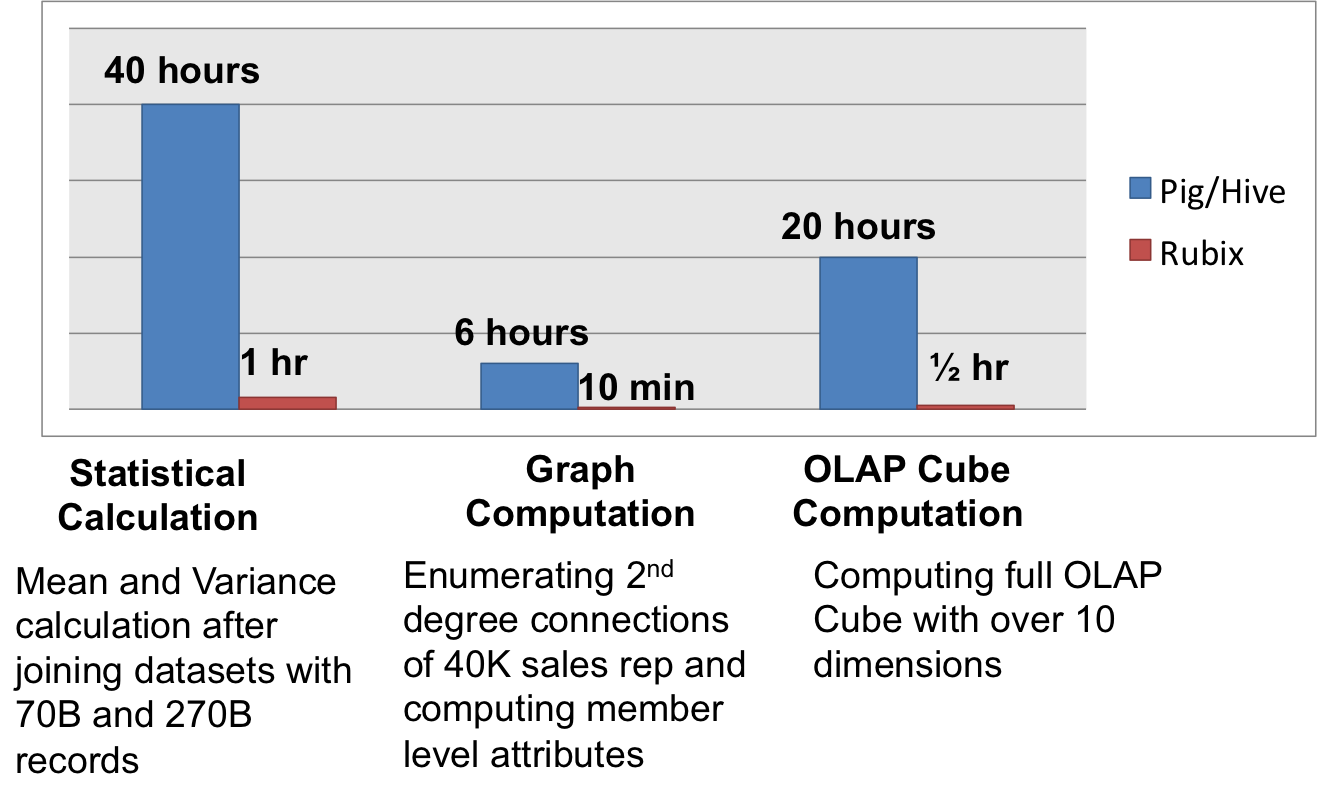 40 hours
1 hr
6 hours
10 min
20 hours
½ hr
Pig/Hive
Rubix
Statistical
Calculation
Mean and Variance
calculation after
joining datasets with
70B and 270B
records
Graph
Computation
Enumerating 2nd
degree connections
of 40K sales rep and
computing member
level attributes
OLAP Cube
Computation
Computing full OLAP
Cube with over 10
dimensions